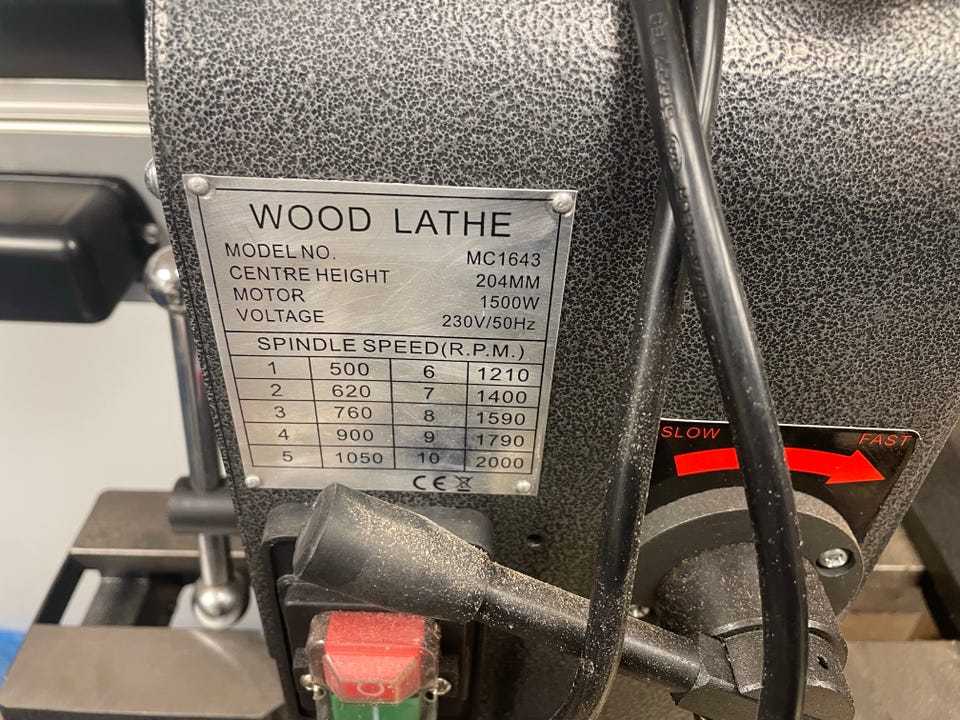 WOOD LATHE
MODEL NO. MC1643
CENTRE HEIGHT 204MM
MOTOR 1500W
VOLTAGE 230V/50Hz
SPINDLE SPEED(R.P.M.)
1 500 6 1210
2 620 7 1400
3 760 8 1590
4 900 9 1790
5 1050 10 2000
CE
SLOW FAST